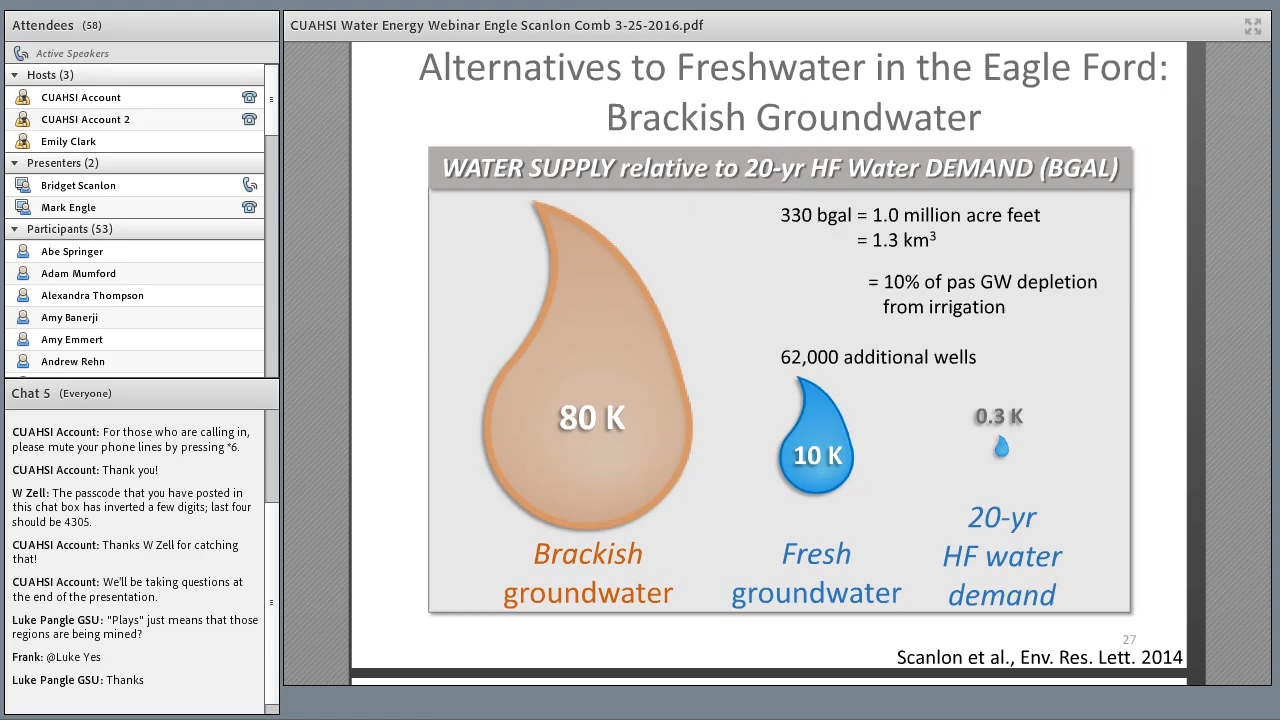 Attendees (58)
Active Speakers
Hosts (3)
CUAHSI Account
CUAHSI Account 2
Emily Clark
Presenters (2)
Bridget Scanlon
Mark Engle
Participants (53)
Abe Springer
Adam Mumford
Alexandra Thompson
Amy Banerji
Amy Emmert
Andrew Rehn
Chat 5 (Everyone)
CUAHSI Account: For those who are calling in,
please mute your phone lines by pressing *6.
CUAHSI Account: Thank you!
W Zell: The passcode that you have posted in
this chat box has inverted a few digits; last four
should be 4305.
CUAHSI Account: Thanks W Zell for catching
that!
CUAHSI Account: We'll be taking questions at
the end of the presentation.
Luke Pangle GSU: "Plays" just means that those
regions are being mined?
Frank: @Luke Yes
Luke Pangle GSU: Thanks
CUAHSI Water Energy Webinar Engle Scanlon Comb 3-25-2016.pdf
Alternatives to Freshwater in the Eagle Ford:
Brackish Groundwater
WATER SUPPLY relative to 20-yr HF Water DEMAND (BGAL)
330 bgal = 1.0 million acre feet
= 1.3 km³
= 10% of pas GW depletion
from irrigation
62,000 additional wells
80 K
10 K
0.3 K
Brackish
groundwater
Fresh
groundwater
20-yr
HF water
demand
27
Scanlon et al., Env. Res. Lett. 2014